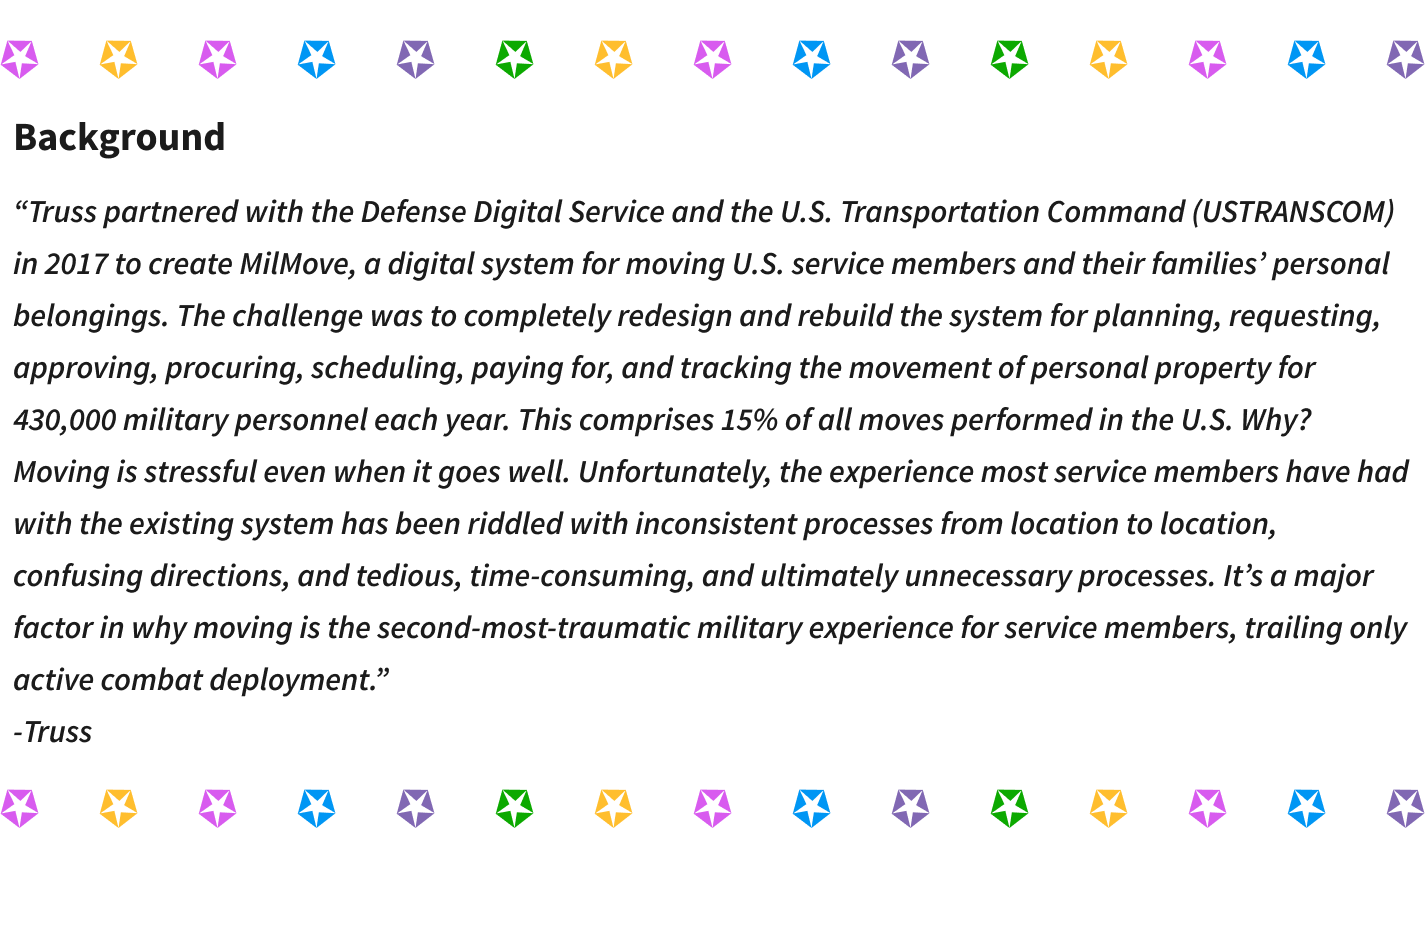 Background
“Truss partnered with the Defense Digital Service and the U.S. Transportation Command (USTRANSCOM)
in 2017 to create MilMove, a digital system for moving U.S. service members and their families’ personal
belongings. The challenge was to completely redesign and rebuild the system for planning, requesting,
approving, procuring, scheduling, paying for, and tracking the movement of personal property for
430,000 military personnel each year. This comprises 15% of all moves performed in the U.S. Why?
Moving is stressful even when it goes well. Unfortunately, the experience most service members have had
with the existing system has been riddled with inconsistent processes from location to location,
confusing directions, and tedious, time-consuming, and ultimately unnecessary processes. It’s a major
factor in why moving is the second-most-traumatic military experience for service members, trailing only
active combat deployment.”
-Truss